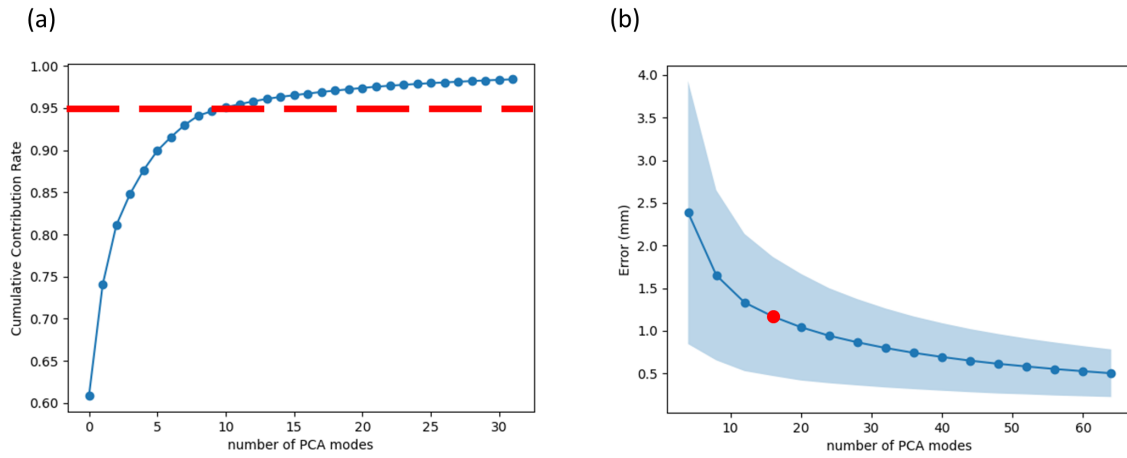 (a)
(b)
1.00
0.95
0.90
0.85
0.80
0.75
0.70
0.65
0.60
Cumulative Contribution Rate
0 5 10 15 20 25 30
number of PCA modes
4.0
3.5
3.0
2.5
2.0
1.5
1.0
0.5
Error (mm)
10 20 30 40 50 60
number of PCA modes